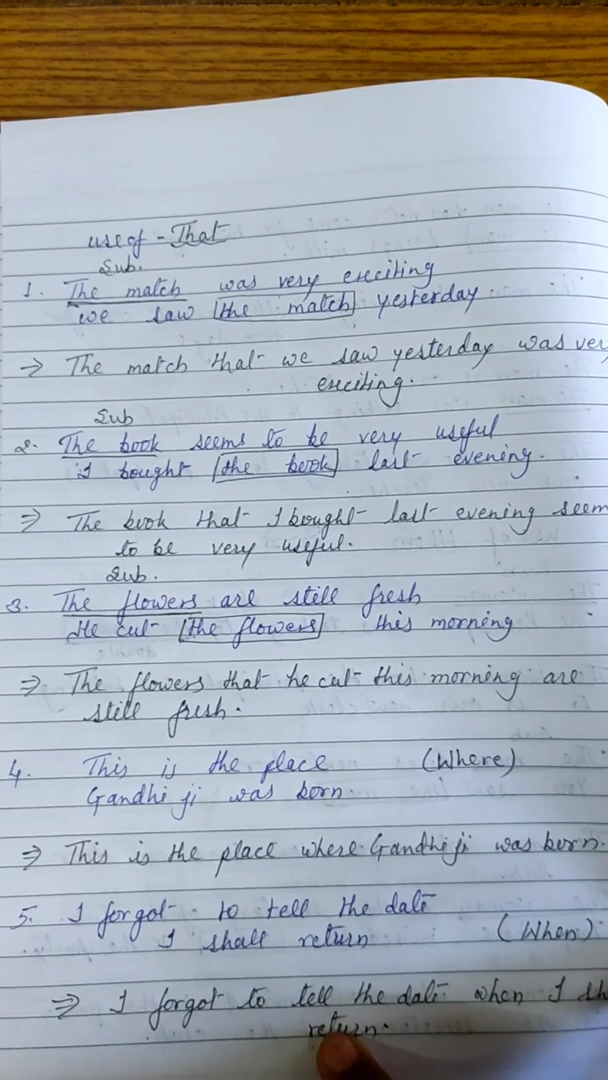 use of - That
Sub.
1. The match was very exciting
we saw [the match] yesterday
→ The match that we saw yesterday was ver
exciting.
Sub
2. The book seems to be very useful
I bought [the book] last evening.
⇒ The book that I bought last evening seem
to be very useful.
Sub.
3. The flowers are still fresh
He cut [the flowers] this morning
⇒ The flowers that he cut this morning are
still fresh.
4. This is the place (Where)
Gandhi ji was born
⇒ This is the place where Gandhi ji was born.
5. I forgot to tell the date
I shall return (When)
⇒ I forgot to tell the date when I sh
return.